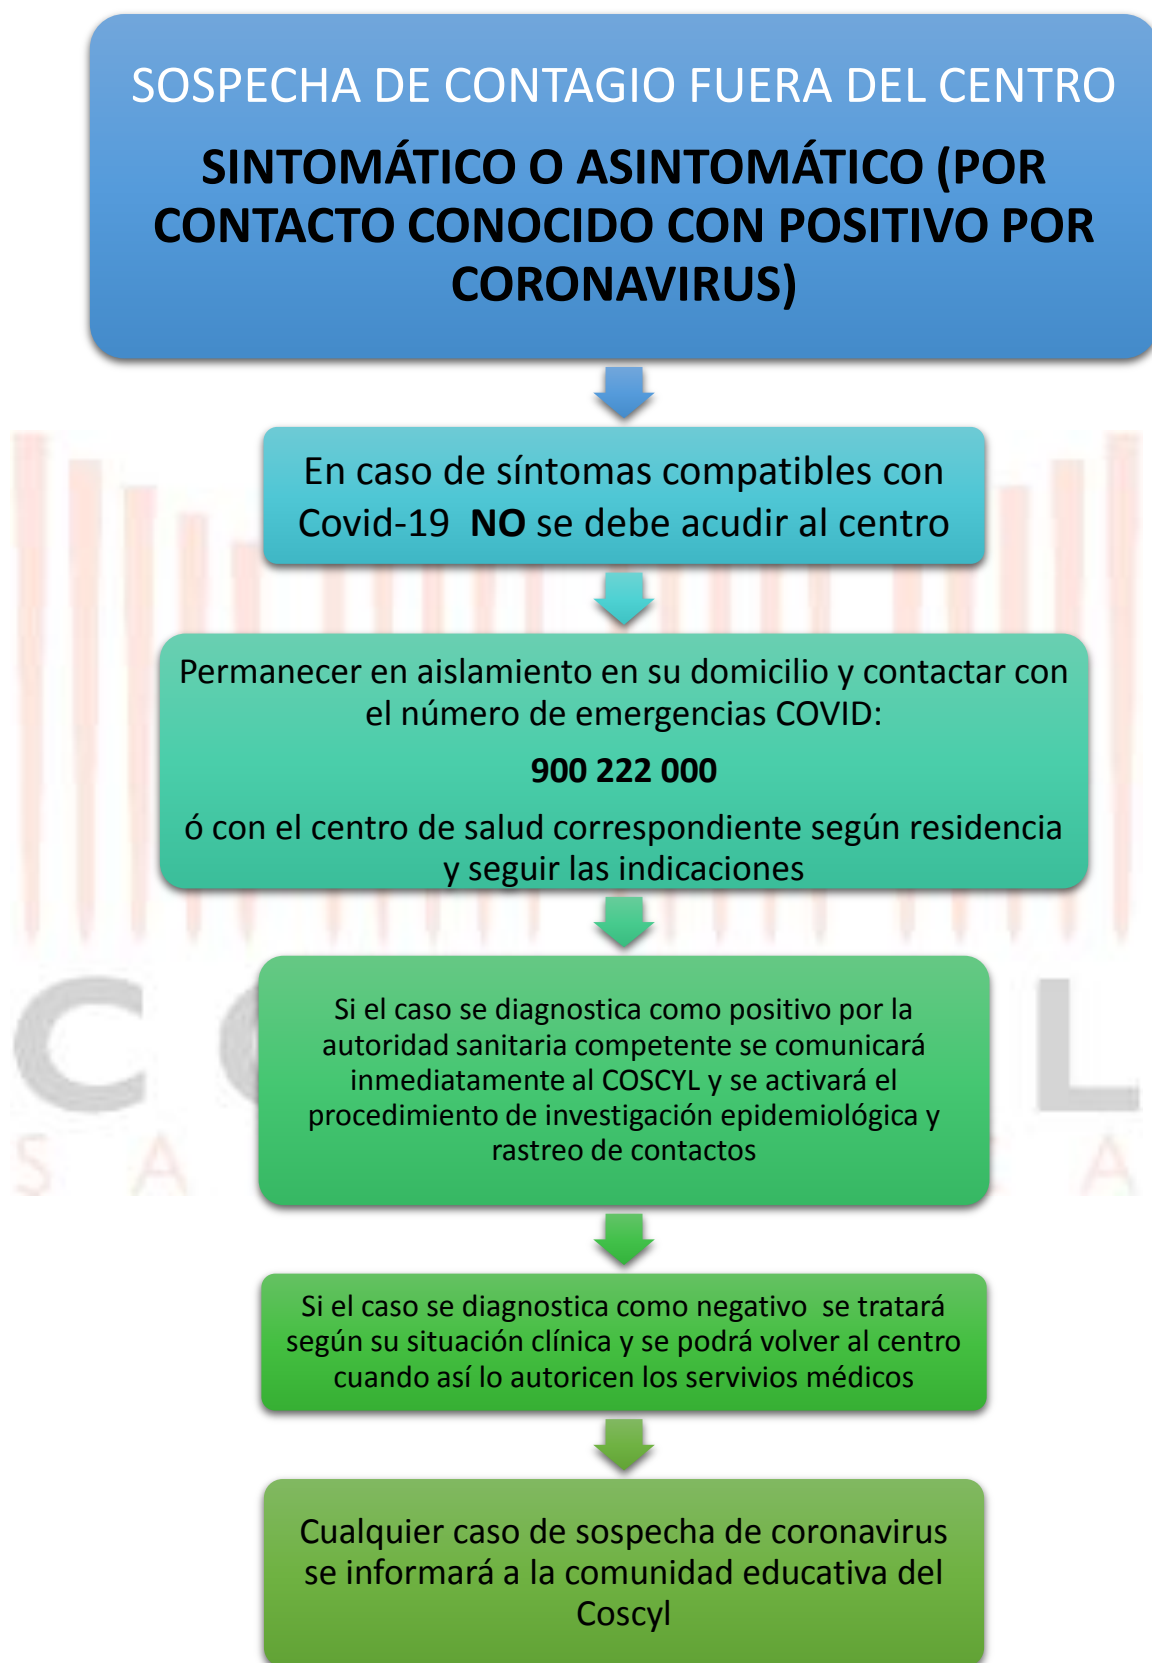 SOSPECHA DE CONTAGIO FUERA DEL CENTRO
SINTOMÁTICO O ASINTOMÁTICO (POR
CONTACTO CONOCIDO CON POSITIVO POR
CORONAVIRUS)
En caso de síntomas compatibles con
Covid-19 NO se debe acudir al centro
Permanecer en aislamiento en su domicilio y contactar con
el número de emergencias COVID:
900 222 000
ó con el centro de salud correspondiente según residencia
y seguir las indicaciones
Si el caso se diagnostica como positivo por la
autoridad sanitaria competente se comunicará
inmediatamente al COSCYL y se activará el
procedimiento de investigación epidemiológica y
rastreo de contactos
Si el caso se diagnostica como negativo se tratará
según su situación clínica y se podrá volver al centro
cuando así lo autoricen los servivios médicos
Cualquier caso de sospecha de coronavirus
se informará a la comunidad educativa del
Coscyl